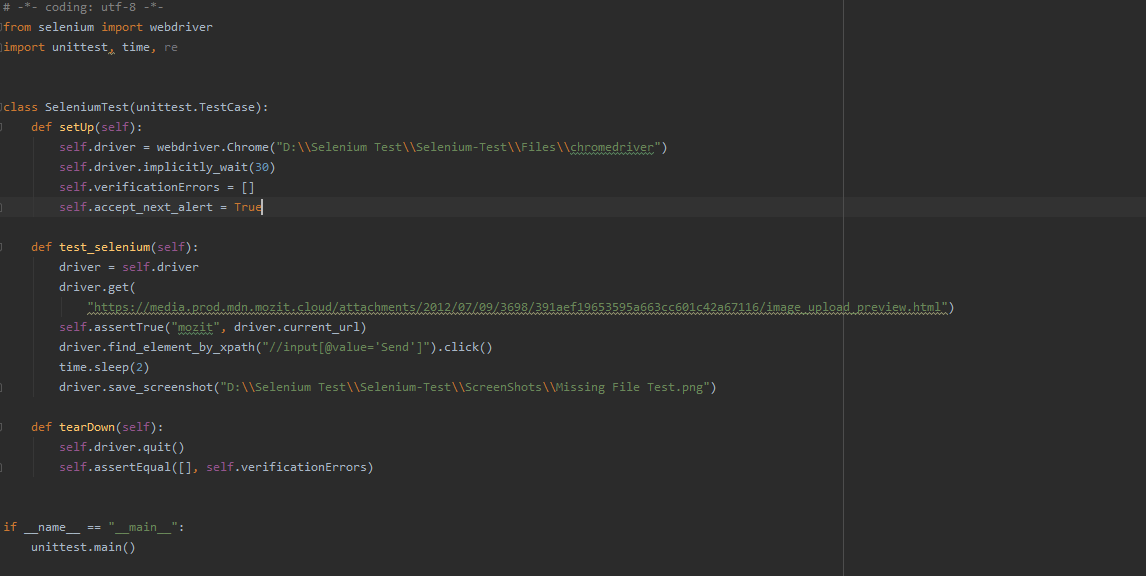 # -*- coding: utf-8 -*-
from selenium import webdriver
import unittest, time, re
class SeleniumTest(unittest.TestCase):
    def setUp(self):
        self.driver = webdriver.Chrome("D:\\Selenium Test\\Selenium-Test\\Files\\chromedriver")
        self.driver.implicitly_wait(30)
        self.verificationErrors = []
        self.accept_next_alert = True
    def test_selenium(self):
        driver = self.driver
        driver.get(
            "https://media.prod.mdn.mozit.cloud/attachments/2012/07/09/3698/391aef19653595a663cc601c42a67116/image_upload_preview.html")
        self.assertTrue("mozit", driver.current_url)
        driver.find_element_by_xpath("//input[@value='Send']").click()
        time.sleep(2)
        driver.save_screenshot("D:\\Selenium Test\\Selenium-Test\\ScreenShots\\Missing File Test.png")
    def tearDown(self):
        self.driver.quit()
        self.assertEqual([], self.verificationErrors)
if __name__ == "__main__":
    unittest.main()